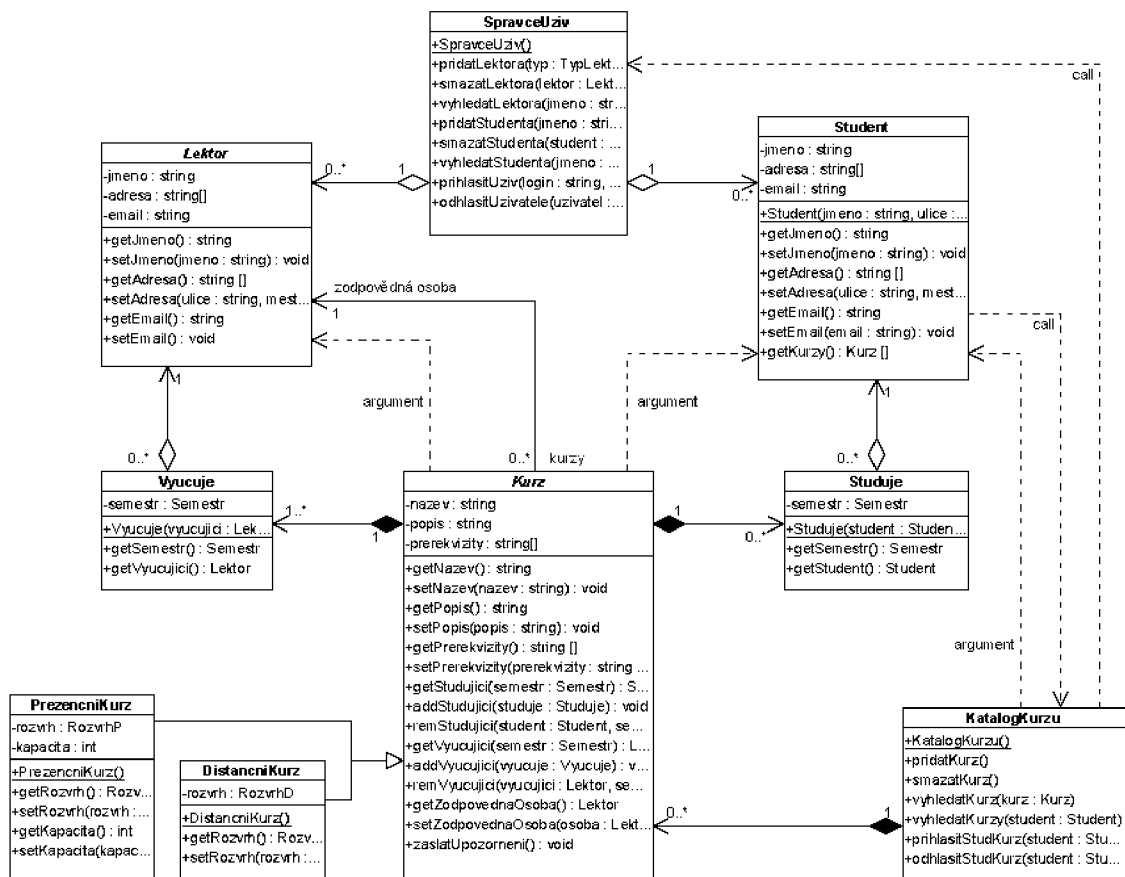 SpravceUziv
+SpravceUziv()
+pridatLektora(typ : TypLekt...
+smazatLektora(lektor : Lekt...
+vyhledatLektora(jmeno : str...
+pridatStudenta(jmeno : stri...
+smazatStudenta(student : ...
+vyhledatStudenta(jmeno : ...
+prihlasitUziv(login : string, ...
+odhlasitUzivatele(uzivatel : ...
call
Lektor
-jmeno : string
-adresa : string[]
-email : string
+getJmeno() : string
+setJmeno(jmeno : string) : void
+getAdresa() : string []
+setAdresa(ulice : string, mest...
+getEmail() : string
+setEmail() : void
0..*
1
1
0..*
Student
-jmeno : string
-adresa : string[]
-email : string
+Student(jmeno : string, ulice : ...
+getJmeno() : string
+setJmeno(jmeno : string) : void
+getAdresa() : string []
+setAdresa(ulice : string, mest...
+getEmail() : string
+setEmail(email : string) : void
+getKurzy() : Kurz []
zodpovědná osoba
1
call
argument
argument
1
1
0..*
0..*
kurzy
0..*
Vyucuje
-semestr : Semestr
+Vyucuje(vyucujici : Lek...
+getSemestr() : Semestr
+getVyucujici() : Lektor
1..*
1
Kurz
-nazev : string
-popis : string
-prerekvizity : string[]
+getNazev() : string
+setNazev(nazev : string) : void
+getPopis() : string
+setPopis(popis : string) : void
+getPrerekvizity() : string []
+setPrerekvizity(prerekvizity : string ...
+getStudujici(semestr : Semestr) : S...
+addStudujici(studuje : Studuje) : void
+remStudujici(student : Student, se...
+getVyucujici(semestr : Semestr) : L...
+addVyucujici(vyucuje : Vyucuje) : v...
+remVyucujici(vyucujici : Lektor, se...
+getZodpovednaOsoba() : Lektor
+setZodpovednaOsoba(osoba : Lekt...
+zaslatUpozorneni() : void
1
0..*
Studuje
-semestr : Semestr
+Studuje(student : Studen...
+getSemestr() : Semestr
+getStudent() : Student
argument
PrezencniKurz
-rozvrh : RozvrhP
-kapacita : int
+PrezencniKurz()
+getRozvrh() : Rozv...
+setRozvrh(rozvrh : ...
+getKapacita() : int
+setKapacita(kapac...
DistancniKurz
-rozvrh : RozvrhD
+DistancniKurz()
+getRozvrh() : Rozv...
+setRozvrh(rozvrh : ...
0..*
1
KatalogKurzu
+KatalogKurzu()
+pridatKurz()
+smazatKurz()
+vyhledatKurz(kurz : Kurz)
+vyhledatKurzy(student : Student)
+prihlasitStudKurz(student : Stu...
+odhlasitStudKurz(student : Stu...